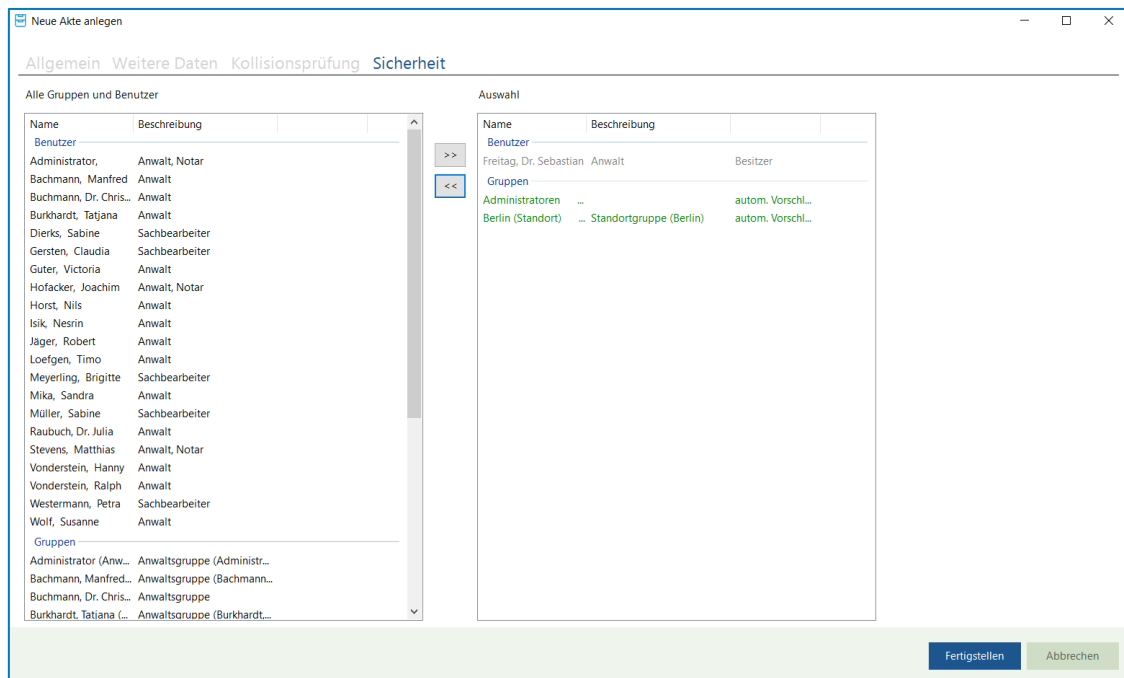 Neue Akte anlegen
Allgemein Weitere Daten Kollisionsprüfung Sicherheit
Alle Gruppen und Benutzer
Name Beschreibung
Benutzer
Administrator, Anwalt, Notar
Bachmann, Manfred Anwalt
Buchmann, Dr. Chris... Anwalt
Burkhardt, Tatjana Anwalt
Dierks, Sabine Sachbearbeiter
Gersten, Claudia Sachbearbeiter
Guter, Victoria Anwalt
Hofacker, Joachim Anwalt, Notar
Horst, Nils Anwalt
Isik, Nesrin Anwalt
Jäger, Robert Anwalt
Loefgen, Timo Anwalt
Meyerling, Brigitte Sachbearbeiter
Mika, Sandra Anwalt
Müller, Sabine Sachbearbeiter
Raubuch, Dr. Julia Anwalt
Stevens, Matthias Anwalt, Notar
Vonderstein, Hanny Anwalt
Vonderstein, Ralph Anwalt
Westermann, Petra Sachbearbeiter
Wolf, Susanne Anwalt
Gruppen
Administrator (Anw... Anwaltsgruppe (Administr...
Bachmann, Manfred... Anwaltsgruppe (Bachmann...
Buchmann, Dr. Chris... Anwaltsgruppe
Burkhardt, Tatjana (... Anwaltsgruppe (Burkhardt,...
>>
<<
Auswahl
Name Beschreibung
Benutzer
Freitag, Dr. Sebastian Anwalt Besitzer
Gruppen
Administratoren ... autom. Vorschl...
Berlin (Standort) ... Standortgruppe (Berlin) autom. Vorschl...
Fertigstellen Abbrechen